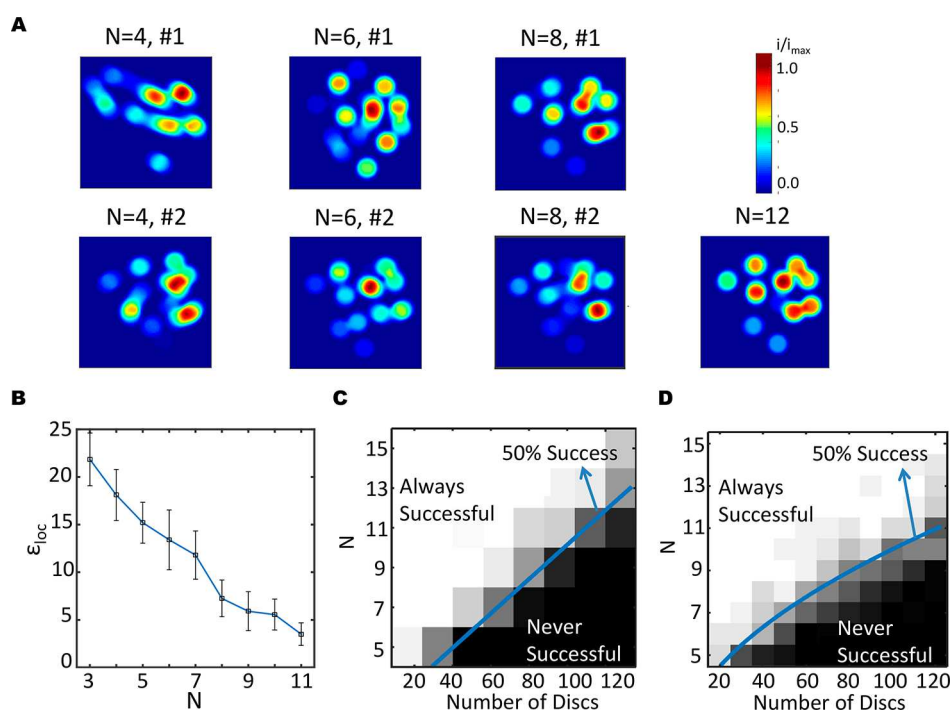 A
N=4, #1
N=6, #1
N=8, #1
i/imax
1.0
0.5
0.0
N=4, #2
N=6, #2
N=8, #2
N=12
B
25
20
15
10
5
0
εloc
3
5
7
9
11
N
C
15
13
11
9
7
5
N
50% Success
Always
Successful
Never
Successful
20 40 60 80 100 120
Number of Discs
D
15
13
11
9
7
5
N
50% Success
Always
Successful
Never
Successful
20 40 60 80 100 120
Number of Discs